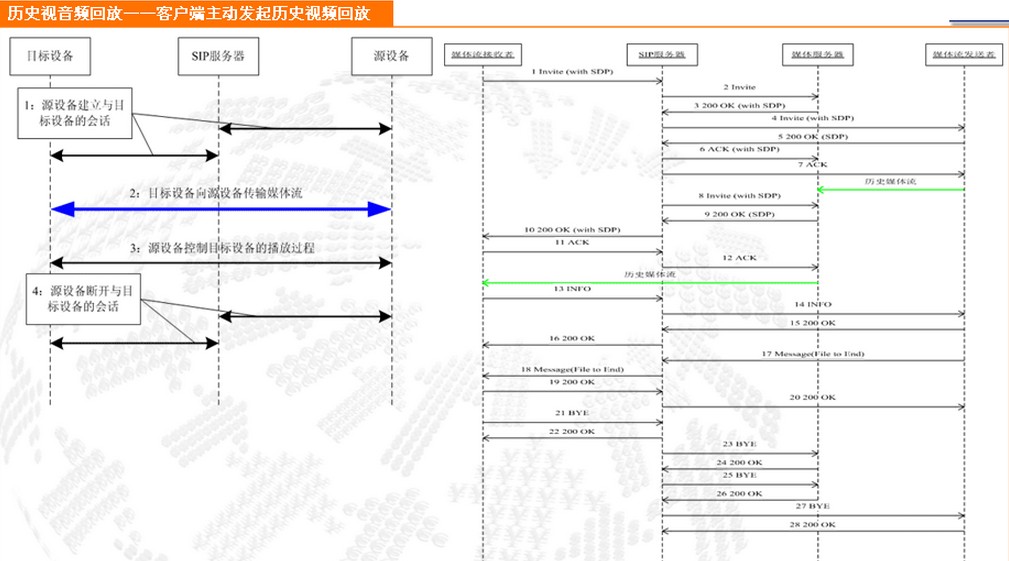 历史视音频回放——客户端主动发起历史视频回放
目标设备
SIP服务器
源设备
1：源设备建立与目
标设备的会话
2：目标设备向源设备传输媒体流
3：源设备控制目标设备的播放过程
4：源设备断开与目
标设备的会话
媒体流接收者
SIP服务器
媒体服务器
媒体流发送者
1 Invite (with SDP)
2 Invite
3 200 OK (with SDP)
4 Invite (with SDP)
5 200 OK (SDP)
6 ACK (with SDP)
7 ACK
历史媒体流
8 Invite (with SDP)
9 200 OK (SDP)
10 200 OK (with SDP)
11 ACK
12 ACK
历史媒体流
13 INFO
14 INFO
15 200 OK
16 200 OK
17 Message(File to End)
18 Message(File to End)
19 200 OK
20 200 OK
21 BYE
22 200 OK
23 BYE
24 200 OK
25 BYE
26 200 OK
27 BYE
28 200 OK